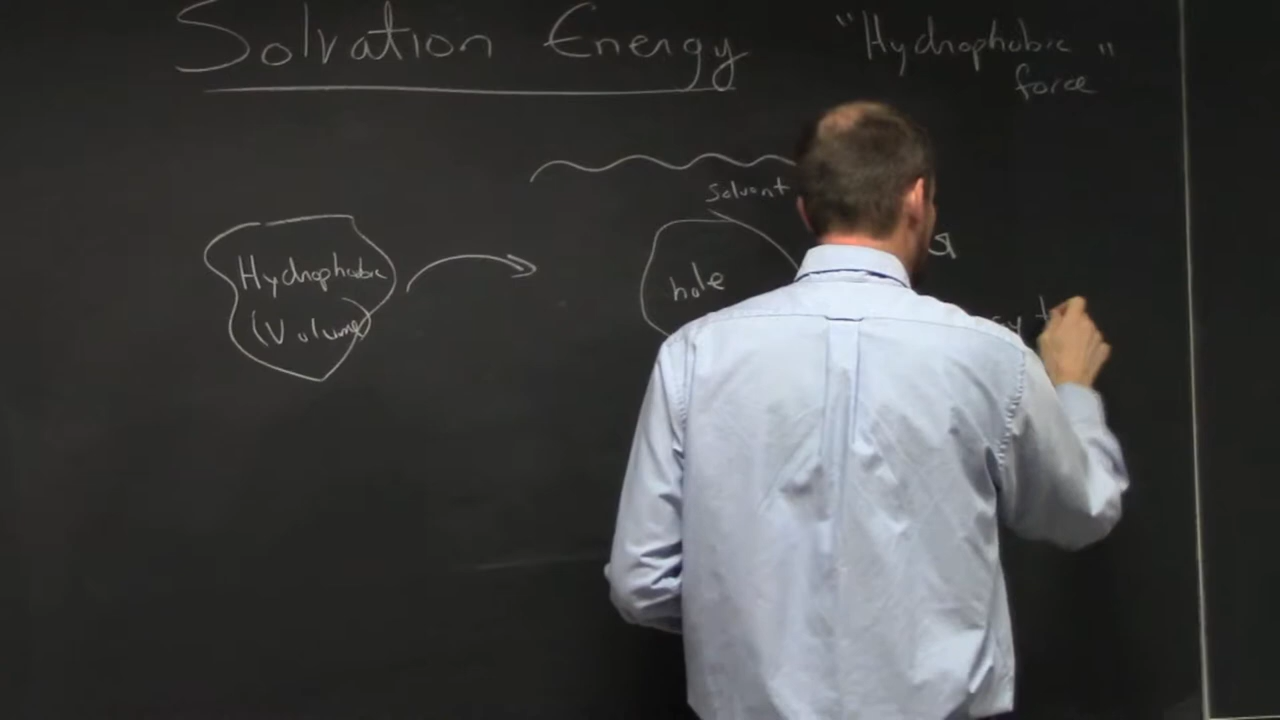 Solvation Energy
"Hydrophobic"
force
solvent
Hydrophobic
(Volume)
hole